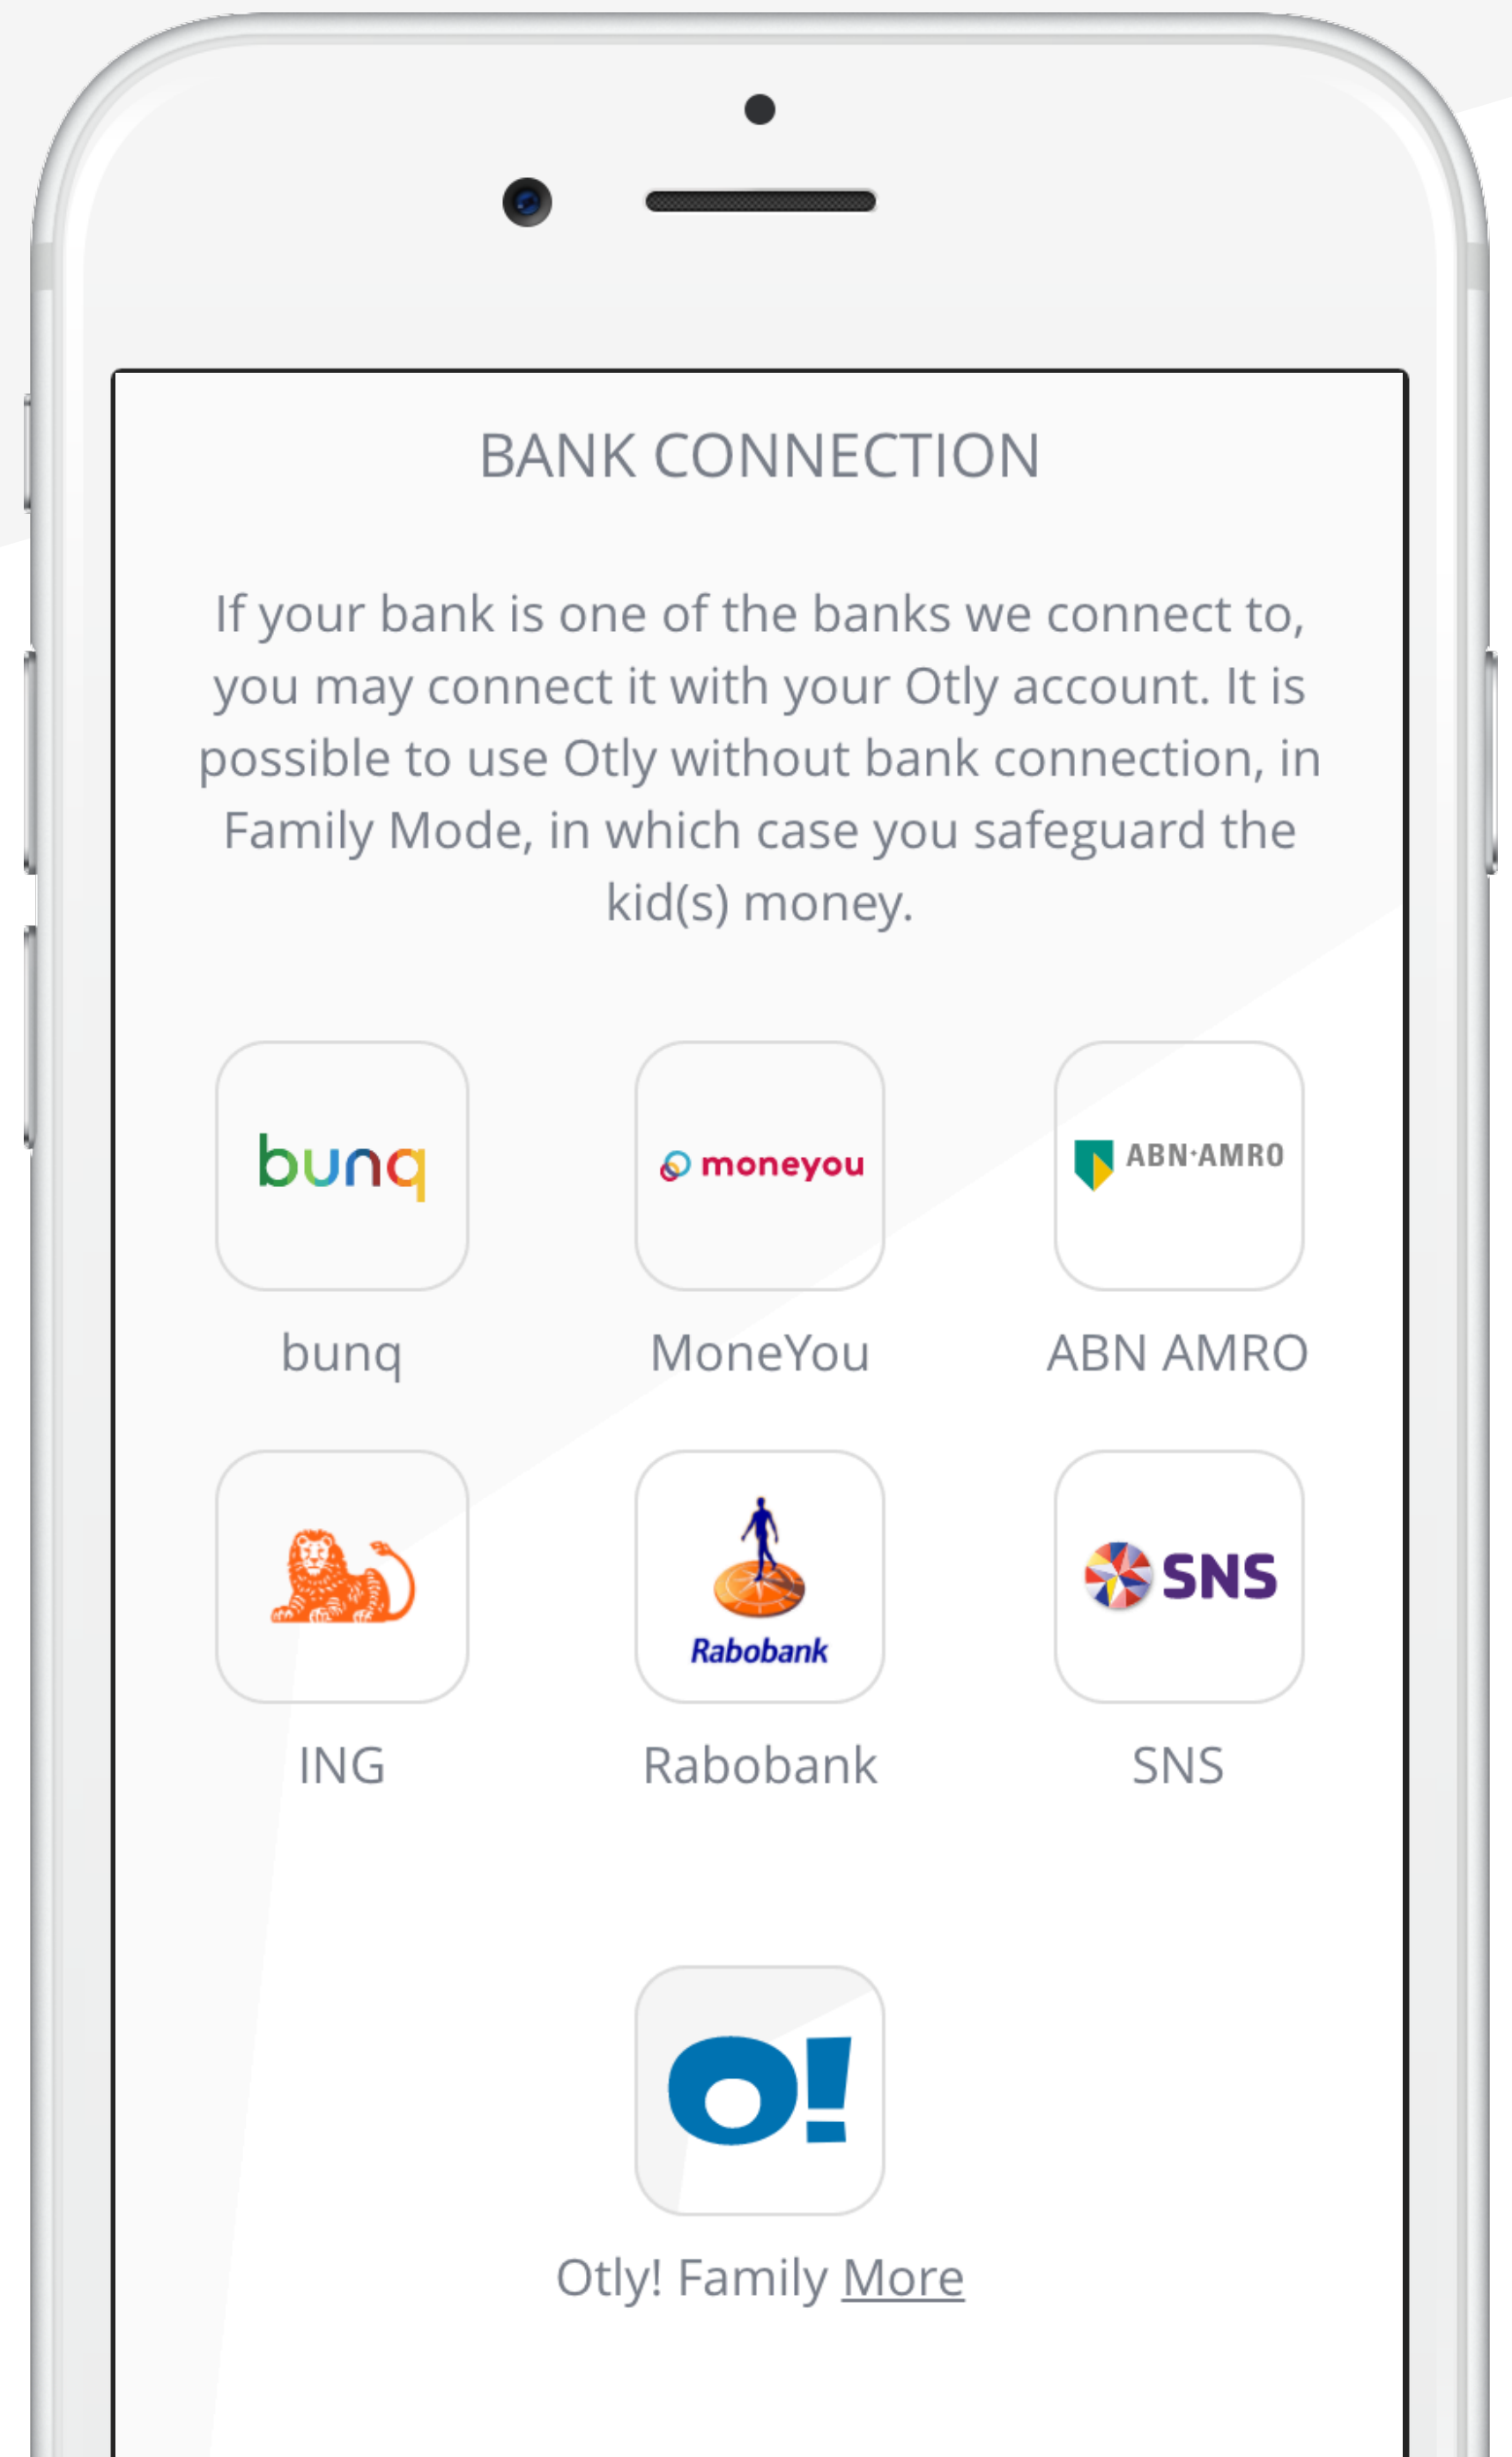 BANK CONNECTION
If your bank is one of the banks we connect to,
you may connect it with your Otly account. It is
possible to use Otly without bank connection, in
Family Mode, in which case you safeguard the
kid(s) money.
bunq
moneyou
ABN·AMRO
bunq
MoneYou
ABN AMRO
Rabobank
SNS
ING
Rabobank
SNS
O!
Otly! Family More